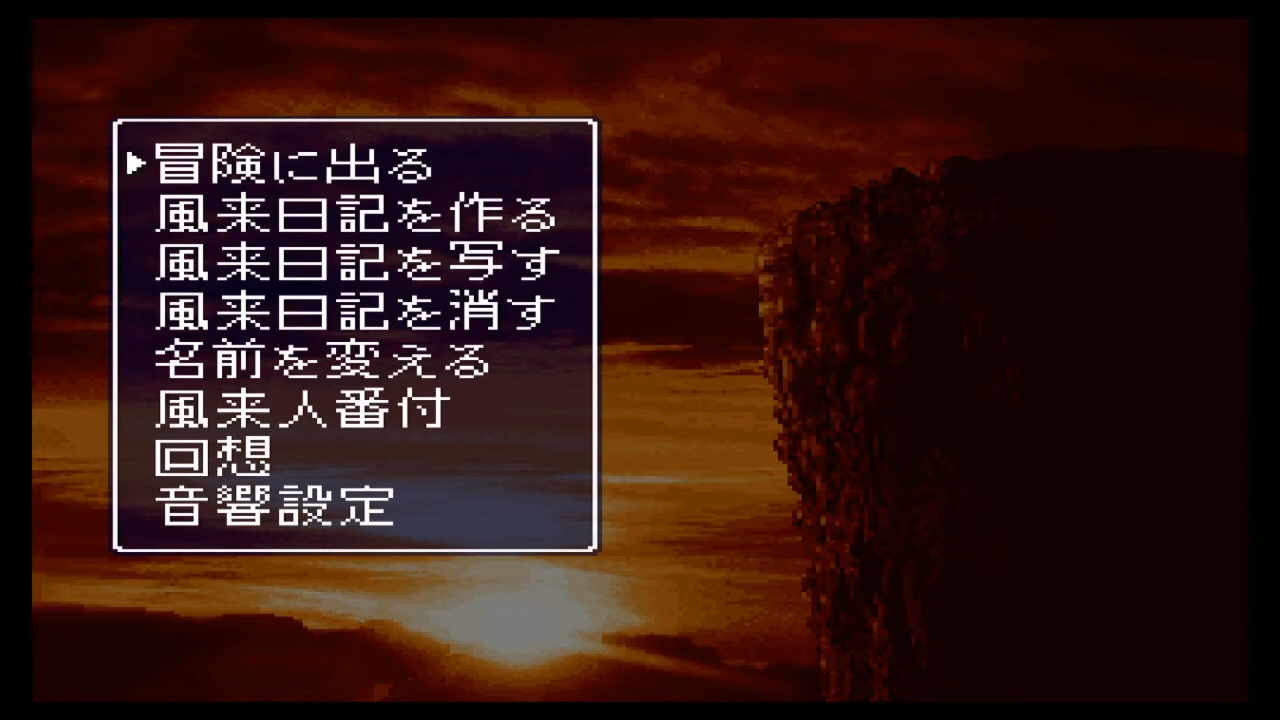 冒険に出る
風来日記を作る
風来日記を写す
風来日記を消す
名前を変える
風来人番付
回想
音響設定